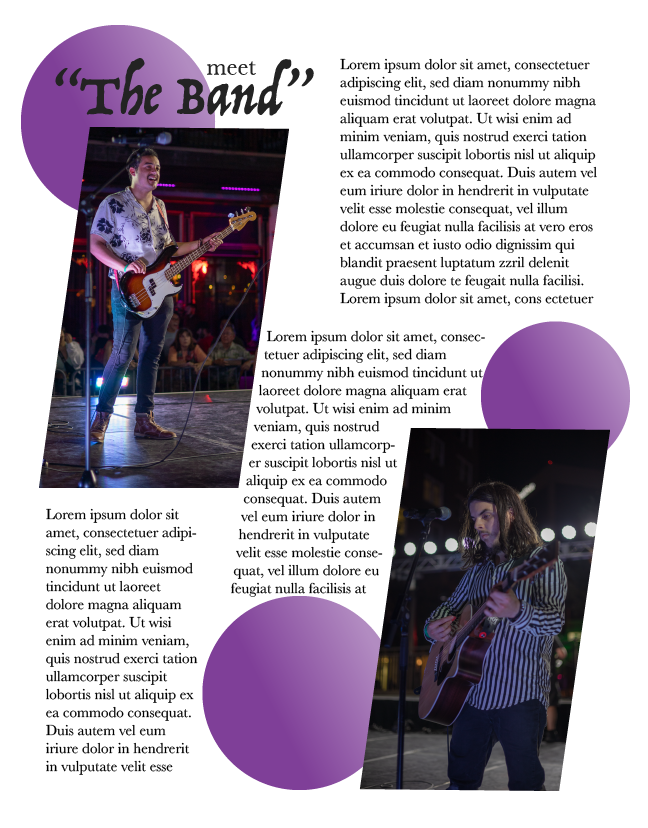 meet
“The Band”
Lorem ipsum dolor sit amet, consectetuer
adipiscing elit, sed diam nonummy nibh
euismod tincidunt ut laoreet dolore magna
aliquam erat volutpat. Ut wisi enim ad
minim veniam, quis nostrud exerci tation
ullamcorper suscipit lobortis nisl ut aliquip
ex ea commodo consequat. Duis autem vel
eum iriure dolor in hendrerit in vulputate
velit esse molestie consequat, vel illum
dolore eu feugiat nulla facilisis at vero eros
et accumsan et iusto odio dignissim qui
blandit praesent luptatum zzril delenit
augue duis dolore te feugait nulla facilisi.
Lorem ipsum dolor sit amet, cons ectetuer
Lorem ipsum dolor sit amet, consec-
tetuer adipiscing elit, sed diam
nonummy nibh euismod tincidunt ut
laoreet dolore magna aliquam erat
volutpat. Ut wisi enim ad minim
veniam, quis nostrud
exerci tation ullamcorp-
er suscipit lobortis nisl ut
aliquip ex ea commodo
consequat. Duis autem
vel eum iriure dolor in
hendrerit in vulputate
velit esse molestie conse-
quat, vel illum dolore eu
feugiat nulla facilisis at
Lorem ipsum dolor sit
amet, consectetuer adipi-
scing elit, sed diam
nonummy nibh euismod
tincidunt ut laoreet
dolore magna aliquam
erat volutpat. Ut wisi
enim ad minim veniam,
quis nostrud exerci tation
ullamcorper suscipit
lobortis nisl ut aliquip ex
ea commodo consequat.
Duis autem vel eum
iriure dolor in hendrerit
in vulputate velit esse